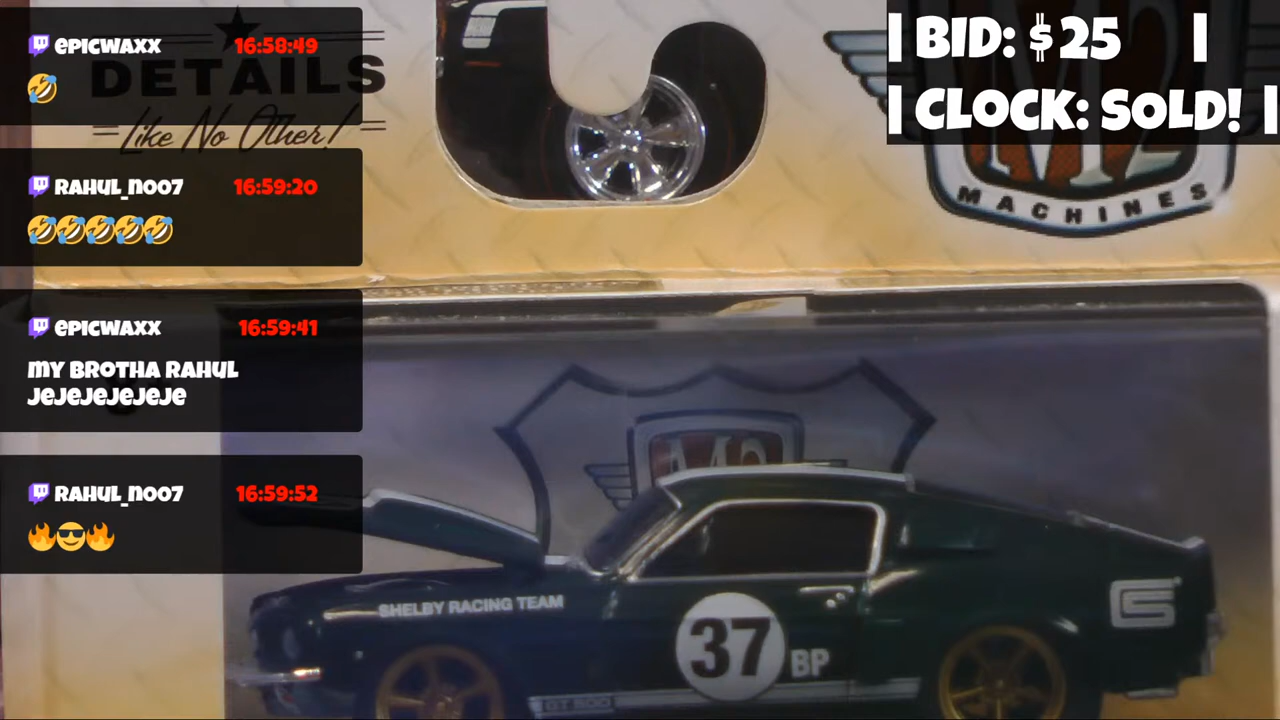 EPICWAXX 16:58:49
🤣
RAHUL_N007 16:59:20
🤣🤣🤣🤣🤣
EPICWAXX 16:59:41
MY BROTHA RAHUL
JEJEJEJEJEJE
RAHUL_N007 16:59:52
🔥😎🔥
| BID: $25 |
| CLOCK: SOLD! |
DETAILS
Like No Other!
M2
MACHINES
M2
SHELBY RACING TEAM
37 BP
GT 500